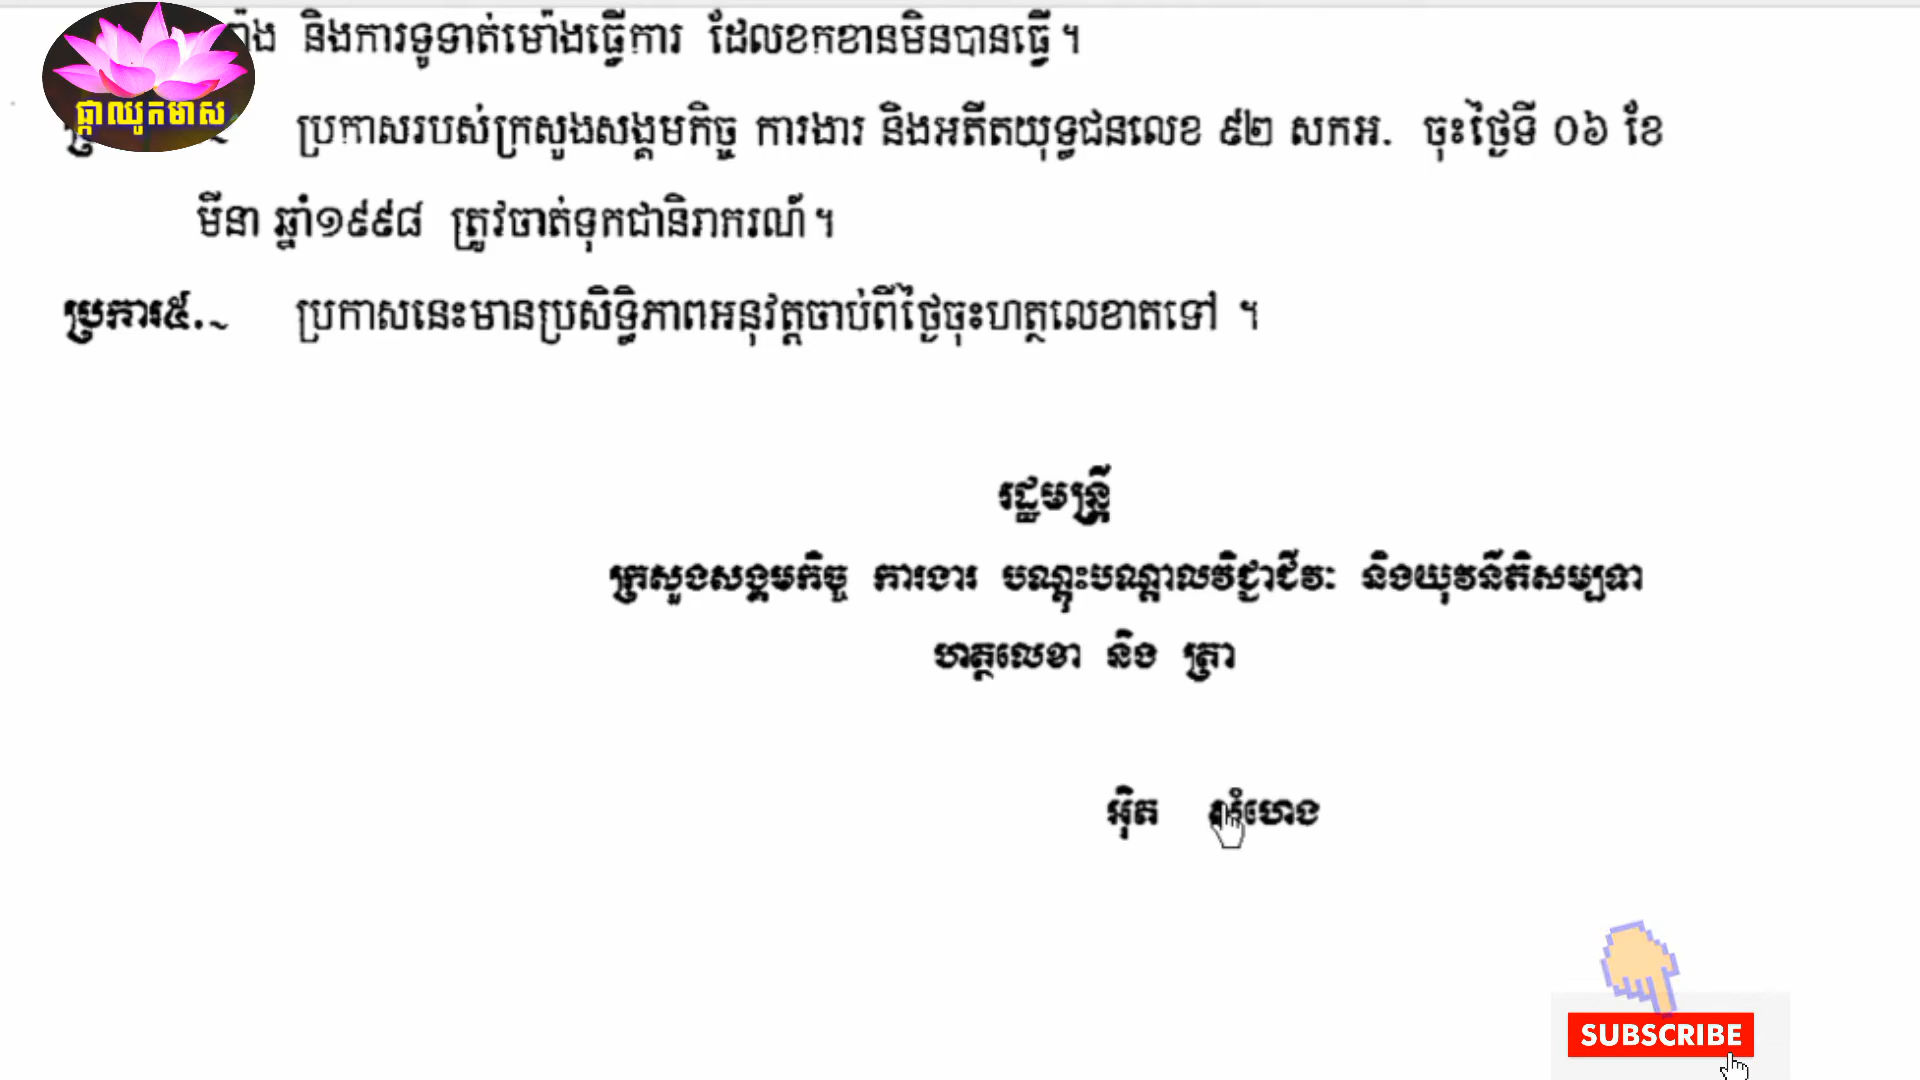 និងការទូទាត់ម៉ោងធ្វើការ ដែលខកខានមិនបានធ្វើ ។
ផ្កាឈូកមាស
ប្រកាសរបស់ក្រសួងសង្គមកិច្ច ការងារ និងអតីតយុទ្ធជនលេខ ៩២ សកអ. ចុះថ្ងៃទី ០៦ ខែ
មីនា ឆ្នាំ១៩៩៨ ត្រូវចាត់ទុកជានិរាករណ៍ ។
ប្រការ៥.~ ប្រកាសនេះមានប្រសិទ្ធិភាពអនុវត្តចាប់ពីថ្ងៃចុះហត្ថលេខាតទៅ ។
រដ្ឋមន្ត្រី
ក្រសួងសង្គមកិច្ច ការងារ បណ្តុះបណ្តាលវិជ្ជាជីវៈ និងយុវនីតិសម្បទា
ហត្ថលេខា និង ត្រា
អ៊ិត
SUBSCRIBE